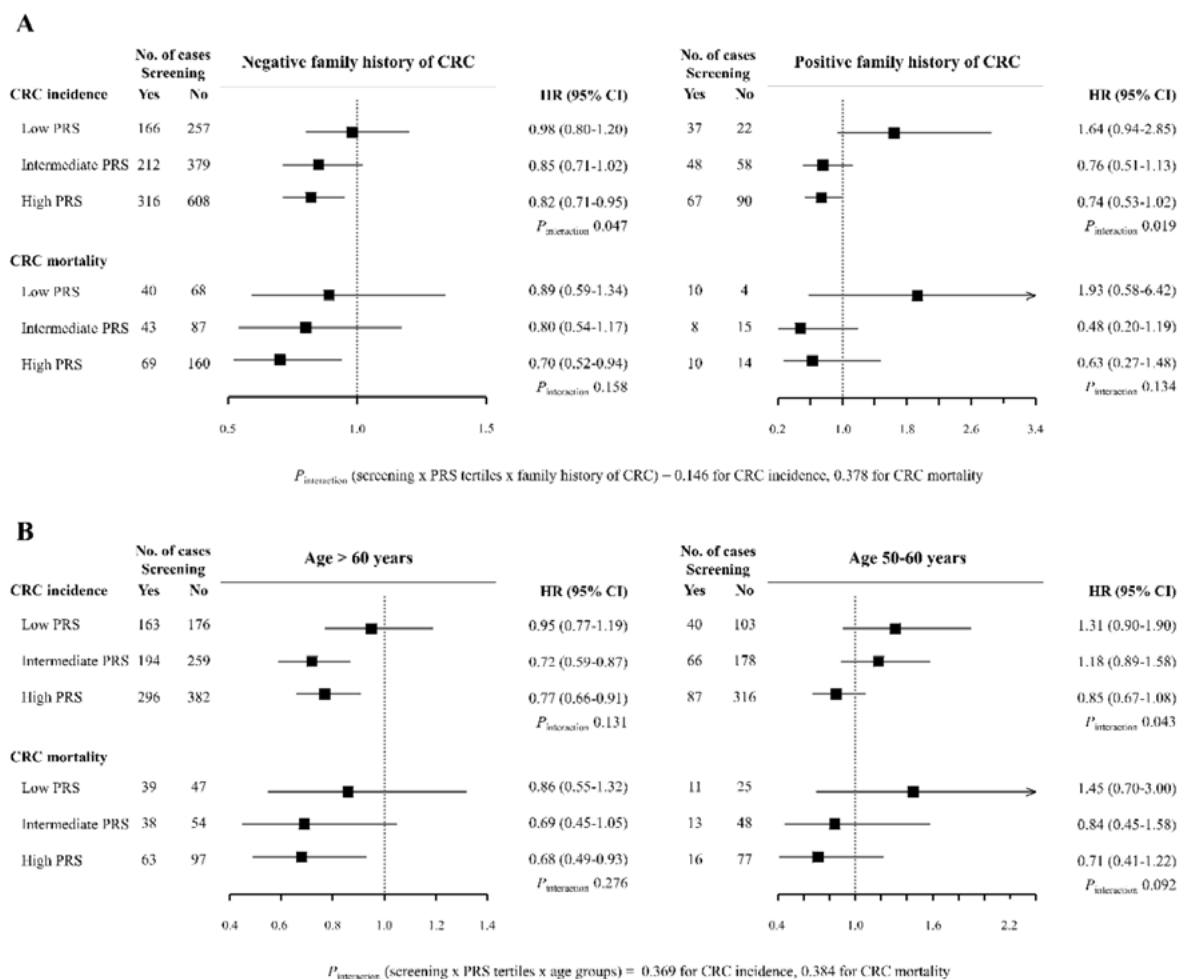 A
No. of cases
Screening
Negative family history of CRC
No. of cases
Screening
Positive family history of CRC
CRC incidence Yes No HR (95% CI) Yes No HR (95% CI)
Low PRS 166 257 0.98 (0.80-1.20) 37 22 1.64 (0.94-2.85)
Intermediate PRS 212 379 0.85 (0.71-1.02) 48 58 0.76 (0.51-1.13)
High PRS 316 608 0.82 (0.71-0.95) 67 90 0.74 (0.53-1.02)
Pinteraction 0.047 Pinteraction 0.019
CRC mortality
Low PRS 40 68 0.89 (0.59-1.34) 10 4 1.93 (0.58-6.42)
Intermediate PRS 43 87 0.80 (0.54-1.17) 8 15 0.48 (0.20-1.19)
High PRS 69 160 0.70 (0.52-0.94) 10 14 0.63 (0.27-1.48)
Pinteraction 0.158 Pinteraction 0.134
0.5 1.0 1.5 0.2 1.0 1.8 2.6 3.4
Pinteraction (screening x PRS tertiles x family history of CRC) = 0.146 for CRC incidence, 0.378 for CRC mortality
B
No. of cases
Screening
Age > 60 years
No. of cases
Screening
Age 50-60 years
CRC incidence Yes No HR (95% CI) Yes No HR (95% CI)
Low PRS 163 176 0.95 (0.77-1.19) 40 103 1.31 (0.90-1.90)
Intermediate PRS 194 259 0.72 (0.59-0.87) 66 178 1.18 (0.89-1.58)
High PRS 296 382 0.77 (0.66-0.91) 87 316 0.85 (0.67-1.08)
Pinteraction 0.131 Pinteraction 0.043
CRC mortality
Low PRS 39 47 0.86 (0.55-1.32) 11 25 1.45 (0.70-3.00)
Intermediate PRS 38 54 0.69 (0.45-1.05) 13 48 0.84 (0.45-1.58)
High PRS 63 97 0.68 (0.49-0.93) 16 77 0.71 (0.41-1.22)
Pinteraction 0.276 Pinteraction 0.092
0.4 0.6 0.8 1.0 1.2 1.4 0.4 1.0 1.6 2.2
Pinteraction (screening x PRS tertiles x age groups) = 0.369 for CRC incidence, 0.384 for CRC mortality